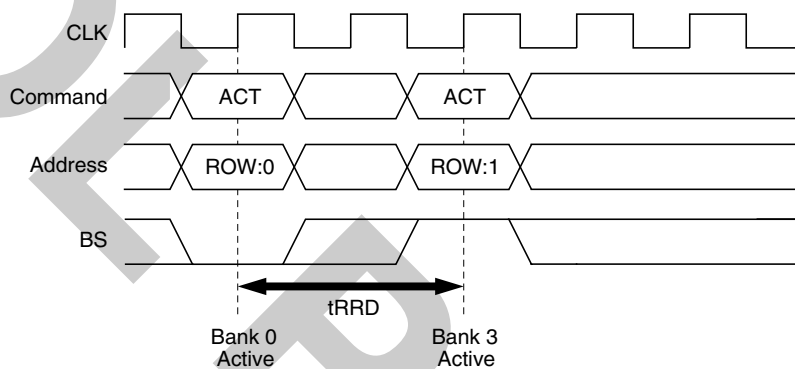 CLK
Command ACT ACT
Address ROW:0 ROW:1
BS
tRRD
Bank 0 Bank 3
Active Active